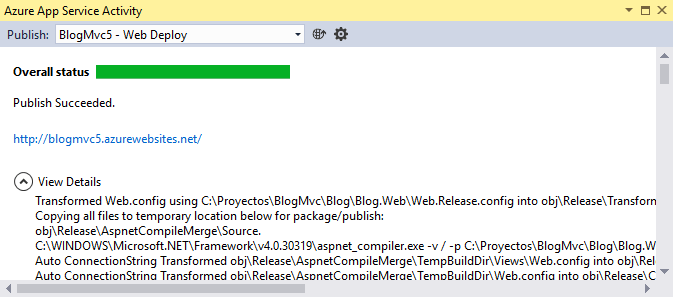 Azure App Service Activity
Publish: BlogMvc5 - Web Deploy
Overall status
Publish Succeeded.
http://blogmvc5.azurewebsites.net/
View Details
Transformed Web.config using C:\Proyectos\BlogMvc\Blog\Blog.Web\Web.Release.config into obj\Release\Transform
Copying all files to temporary location below for package/publish:
obj\Release\AspnetCompileMerge\Source.
C:\WINDOWS\Microsoft.NET\Framework\v4.0.30319\aspnet_compiler.exe -v / -p C:\Proyectos\BlogMvc\Blog\Blog.W
Auto ConnectionString Transformed obj\Release\AspnetCompileMerge\TempBuildDir\Views\Web.config into obj\Rel
Auto ConnectionString Transformed obj\Release\AspnetCompileMerge\TempBuildDir\Web.config into obj\Release\C